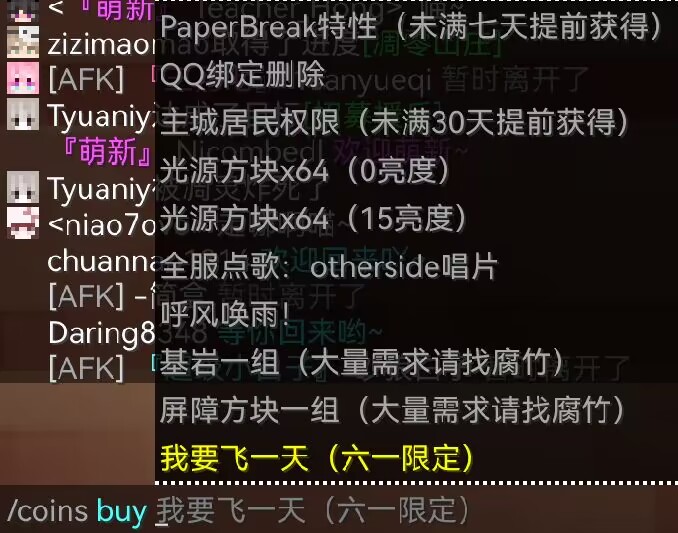 <『萌新
PaperBreak特性（未满七天提前获得）
zizimao
QQ绑定删除
[AFK]
主城居民权限（未满30天提前获得）
Tyuaniy
『萌新』
光源方块x64（0亮度）
Tyuaniy
光源方块x64（15亮度）
<niao7o
chuanna
全服点歌：otherside唱片
[AFK]
呼风唤雨！
Daring8348 等你回来哟~
[AFK]
基岩一组（大量需求请找腐竹）
屏障方块一组（大量需求请找腐竹）
我要飞一天（六一限定）
/coins buy _我要飞一天（六一限定）